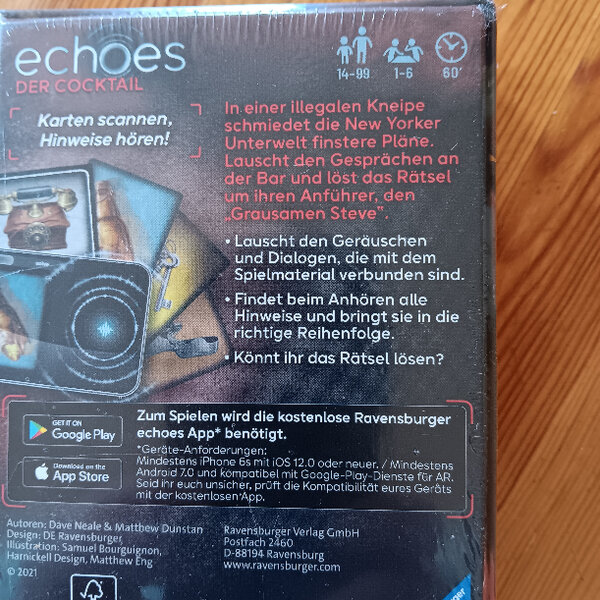 echoes
DER COCKTAIL
14-99
1-6
60'
Karten scannen,
Hinweise hören!
In einer illegalen Kneipe
schmiedet die New Yorker
Unterwelt finstere Pläne.
Lauscht den Gesprächen an
der Bar und löst das Rätsel
um ihren Anführer, den
„Grausamen Steve“.
• Lauscht den Geräuschen
und Dialogen, die mit dem
Spielmaterial verbunden sind.
• Findet beim Anhören alle
Hinweise und bringt sie in die
richtige Reihenfolge.
• Könnt ihr das Rätsel lösen?
GET IT ON
Google Play
Download on the
App Store
Zum Spielen wird die kostenlose Ravensburger
echoes App* benötigt.
*Geräte-Anforderungen:
Mindestens iPhone 6s mit iOS 12.0 oder neuer. / Mindestens
Android 7.0 und kompatibel mit Google-Play-Dienste für AR.
Seid ihr euch unsicher, prüft die Kompatibilität eures Geräts
mit der kostenlosen App.
Autoren: Dave Neale & Matthew Dunstan
Design: DE Ravensburger,
Illustration: Samuel Bourguignon,
Harnickell Design, Matthew Eng
© 2021
Ravensburger Verlag GmbH
Postfach 2460
D-88194 Ravensburg
www.ravensburger.com
FSC